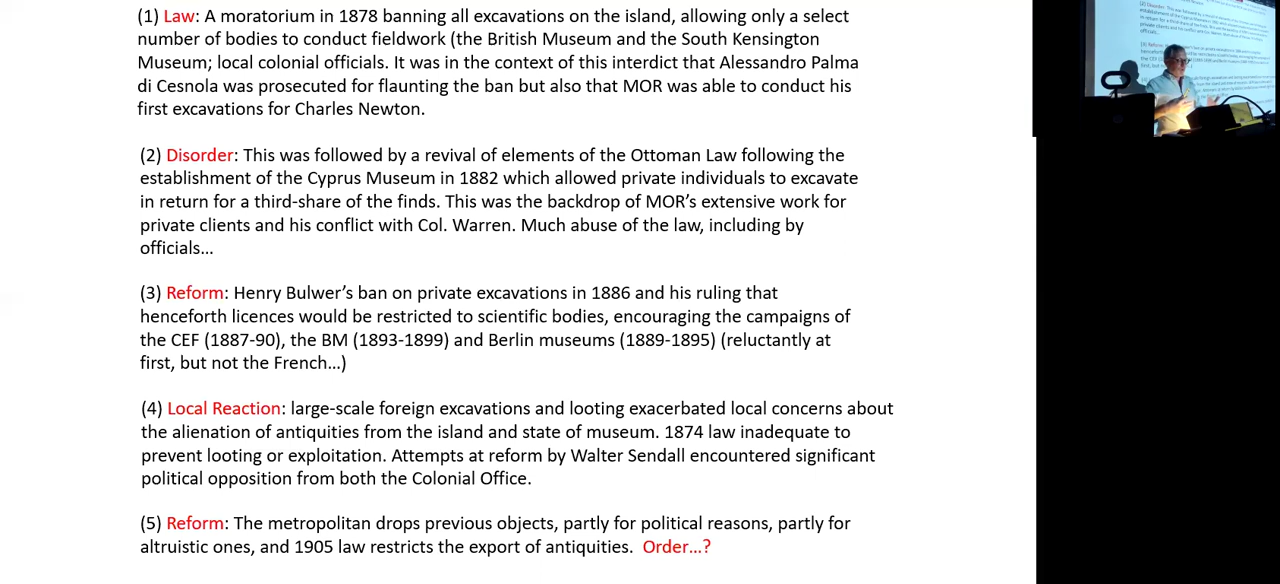 (1) Law: A moratorium in 1878 banning all excavations on the island, allowing only a select
number of bodies to conduct fieldwork (the British Museum and the South Kensington
Museum; local colonial officials. It was in the context of this interdict that Alessandro Palma
di Cesnola was prosecuted for flaunting the ban but also that MOR was able to conduct his
first excavations for Charles Newton.
(2) Disorder: This was followed by a revival of elements of the Ottoman Law following the
establishment of the Cyprus Museum in 1882 which allowed private individuals to excavate
in return for a third-share of the finds. This was the backdrop of MOR's extensive work for
private clients and his conflict with Col. Warren. Much abuse of the law, including by
officials...
(3) Reform: Henry Bulwer's ban on private excavations in 1886 and his ruling that
henceforth licences would be restricted to scientific bodies, encouraging the campaigns of
the CEF (1887-90), the BM (1893-1899) and Berlin museums (1889-1895) (reluctantly at
first, but not the French...)
(4) Local Reaction: large-scale foreign excavations and looting exacerbated local concerns about
the alienation of antiquities from the island and state of museum. 1874 law inadequate to
prevent looting or exploitation. Attempts at reform by Walter Sendall encountered significant
political opposition from both the Colonial Office.
(5) Reform: The metropolitan drops previous objects, partly for political reasons, partly for
altruistic ones, and 1905 law restricts the export of antiquities. Order...?